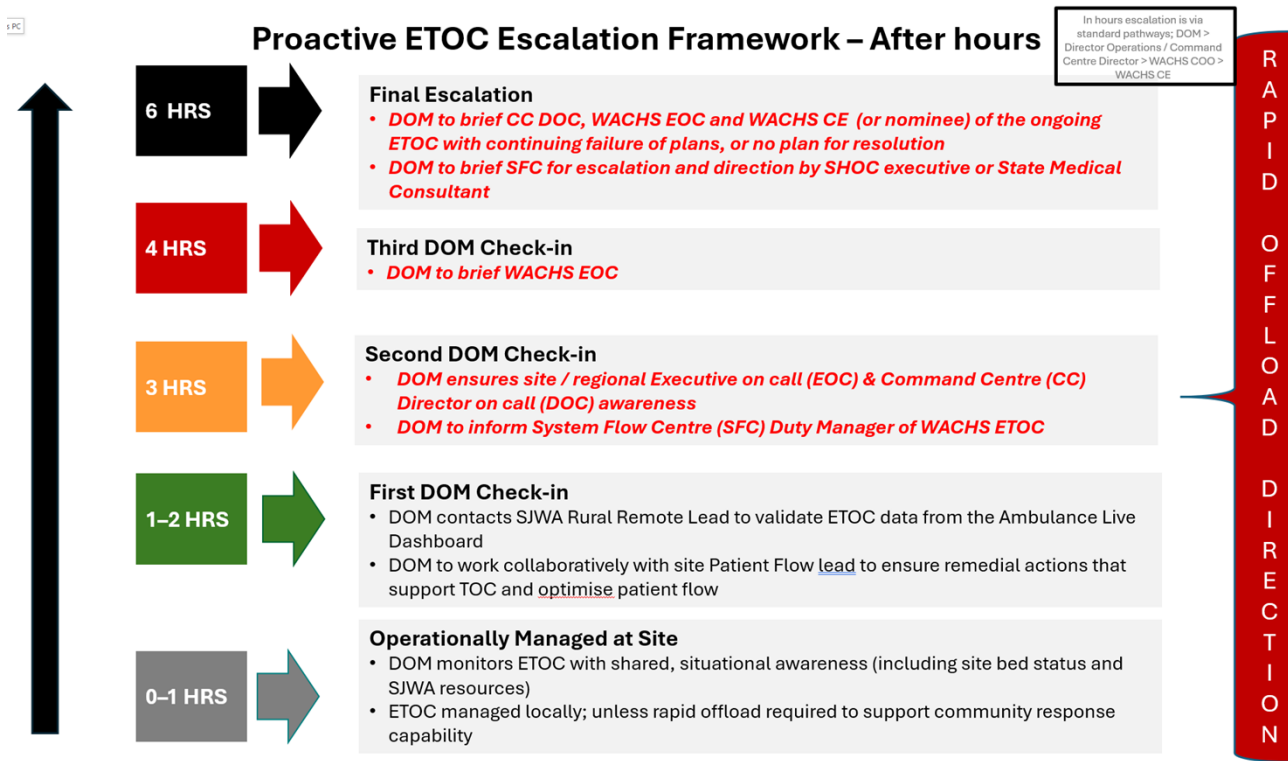 s PC
Proactive ETOC Escalation Framework – After hours
In hours escalation is via
standard pathways; DOM >
Director Operations / Command
Centre Director > WACHS COO >
WACHS CE
6 HRS
Final Escalation
• DOM to brief CC DOC, WACHS EOC and WACHS CE (or nominee) of the ongoing
ETOC with continuing failure of plans, or no plan for resolution
• DOM to brief SFC for escalation and direction by SHOC executive or State Medical
Consultant
4 HRS
Third DOM Check-in
• DOM to brief WACHS EOC
3 HRS
Second DOM Check-in
• DOM ensures site / regional Executive on call (EOC) & Command Centre (CC)
Director on call (DOC) awareness
• DOM to inform System Flow Centre (SFC) Duty Manager of WACHS ETOC
1–2 HRS
First DOM Check-in
• DOM contacts SJWA Rural Remote Lead to validate ETOC data from the Ambulance Live
Dashboard
• DOM to work collaboratively with site Patient Flow lead to ensure remedial actions that
support TOC and optimise patient flow
0–1 HRS
Operationally Managed at Site
• DOM monitors ETOC with shared, situational awareness (including site bed status and
SJWA resources)
• ETOC managed locally; unless rapid offload required to support community response
capability
RAPID OFFLOAD DIRECTION